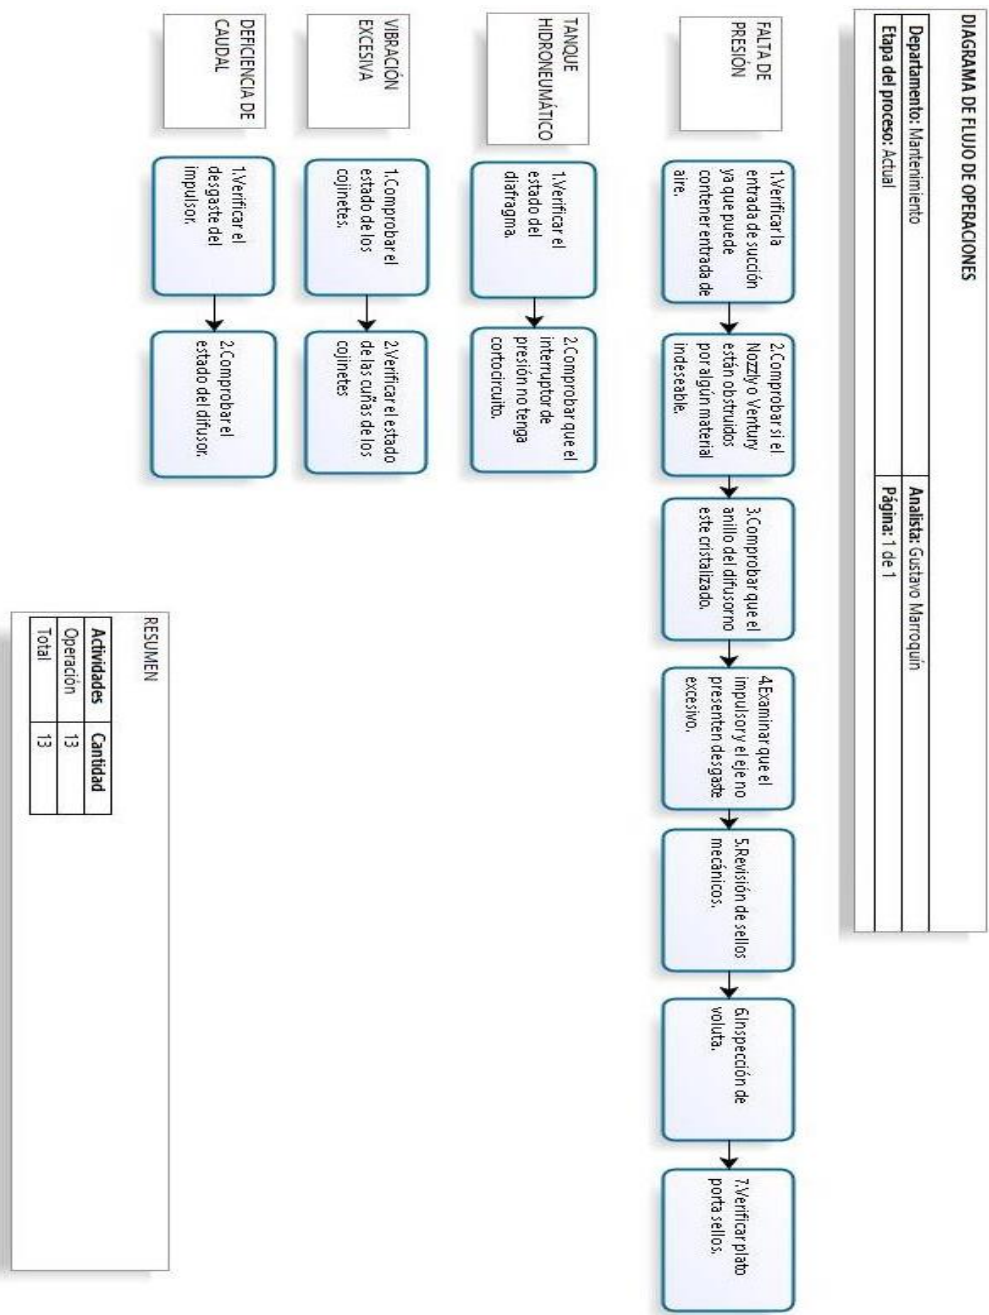 DIAGRAMA DE FLUJO DE OPERACIONES
Departamento: Mantenimiento
Analista: Gustavo Marroquín
Etapa del proceso: Actual
Página: 1 de 1
FALTA DE
PRESIÓN
1.Verificar la
entrada de succión
ya que puede
contener entrada de
aire.
2.Comprobar si el
Nozzly o Ventury
están obstruidos
por algún material
indeseable.
3.Comprobar que el
anillo del difusor no
este cristalizado.
4.Examinar que el
impulsor y el eje no
presenten desgaste
excesivo.
5.Revisión de sellos
mecánicos.
6.Inspección de
voluta.
7.Verificar plato
porta sellos.
TANQUE
HIDRONEUMÁTICO
1.Verificar el
estado del
diafragma.
2.Comprobar que el
interruptor de
presión no tenga
cortocircuito.
VIBRACIÓN
EXCESIVA
1.Comprobar el
estado de los
cojinetes.
2.Verificar el estado
de las cuñas de los
cojinetes
DEFICIENCIA DE
CAUDAL
1.Verificar el
desgaste del
impulsor.
2.Comprobar el
estado del difusor.
RESUMEN
Actividades Cantidad
Operación 13
Total 13